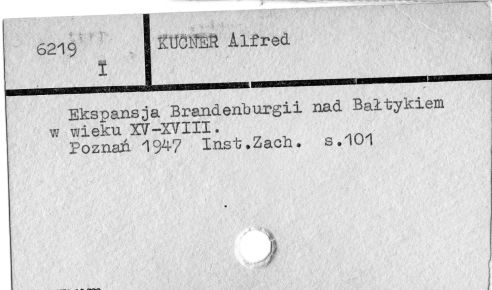 6219
I
KUCNER Alfred
Ekspansja Brandenburgii nad Bałtykiem
w wieku XV-XVIII.
Poznań 1947 Inst.Zach. s.101